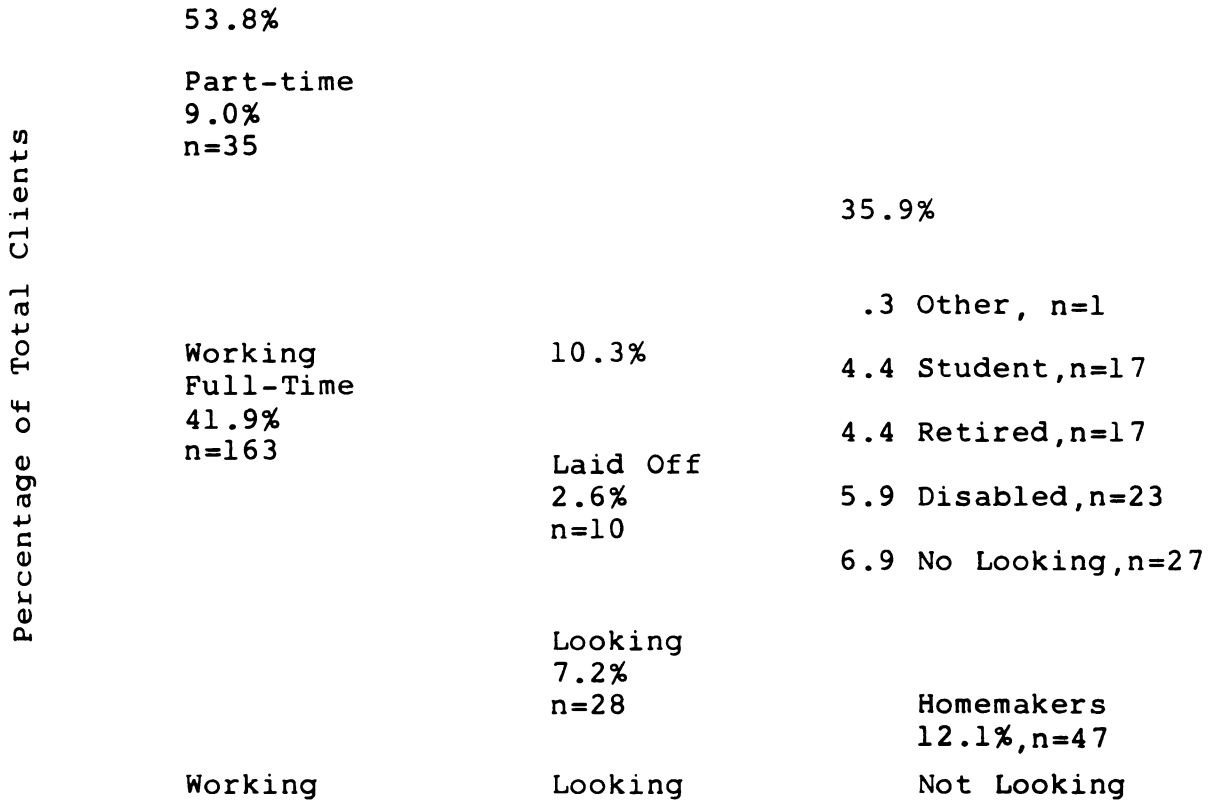 Percentage of Total Clients
53.8%
Part-time
9.0%
n=35
Working
Full-Time
41.9%
n=163
Working
10.3%
Laid Off
2.6%
n=10
Looking
7.2%
n=28
Looking
35.9%
.3 Other, n=1
4.4 Student,n=17
4.4 Retired,n=17
5.9 Disabled,n=23
6.9 No Looking,n=27
Homemakers
12.1%,n=47
Not Looking